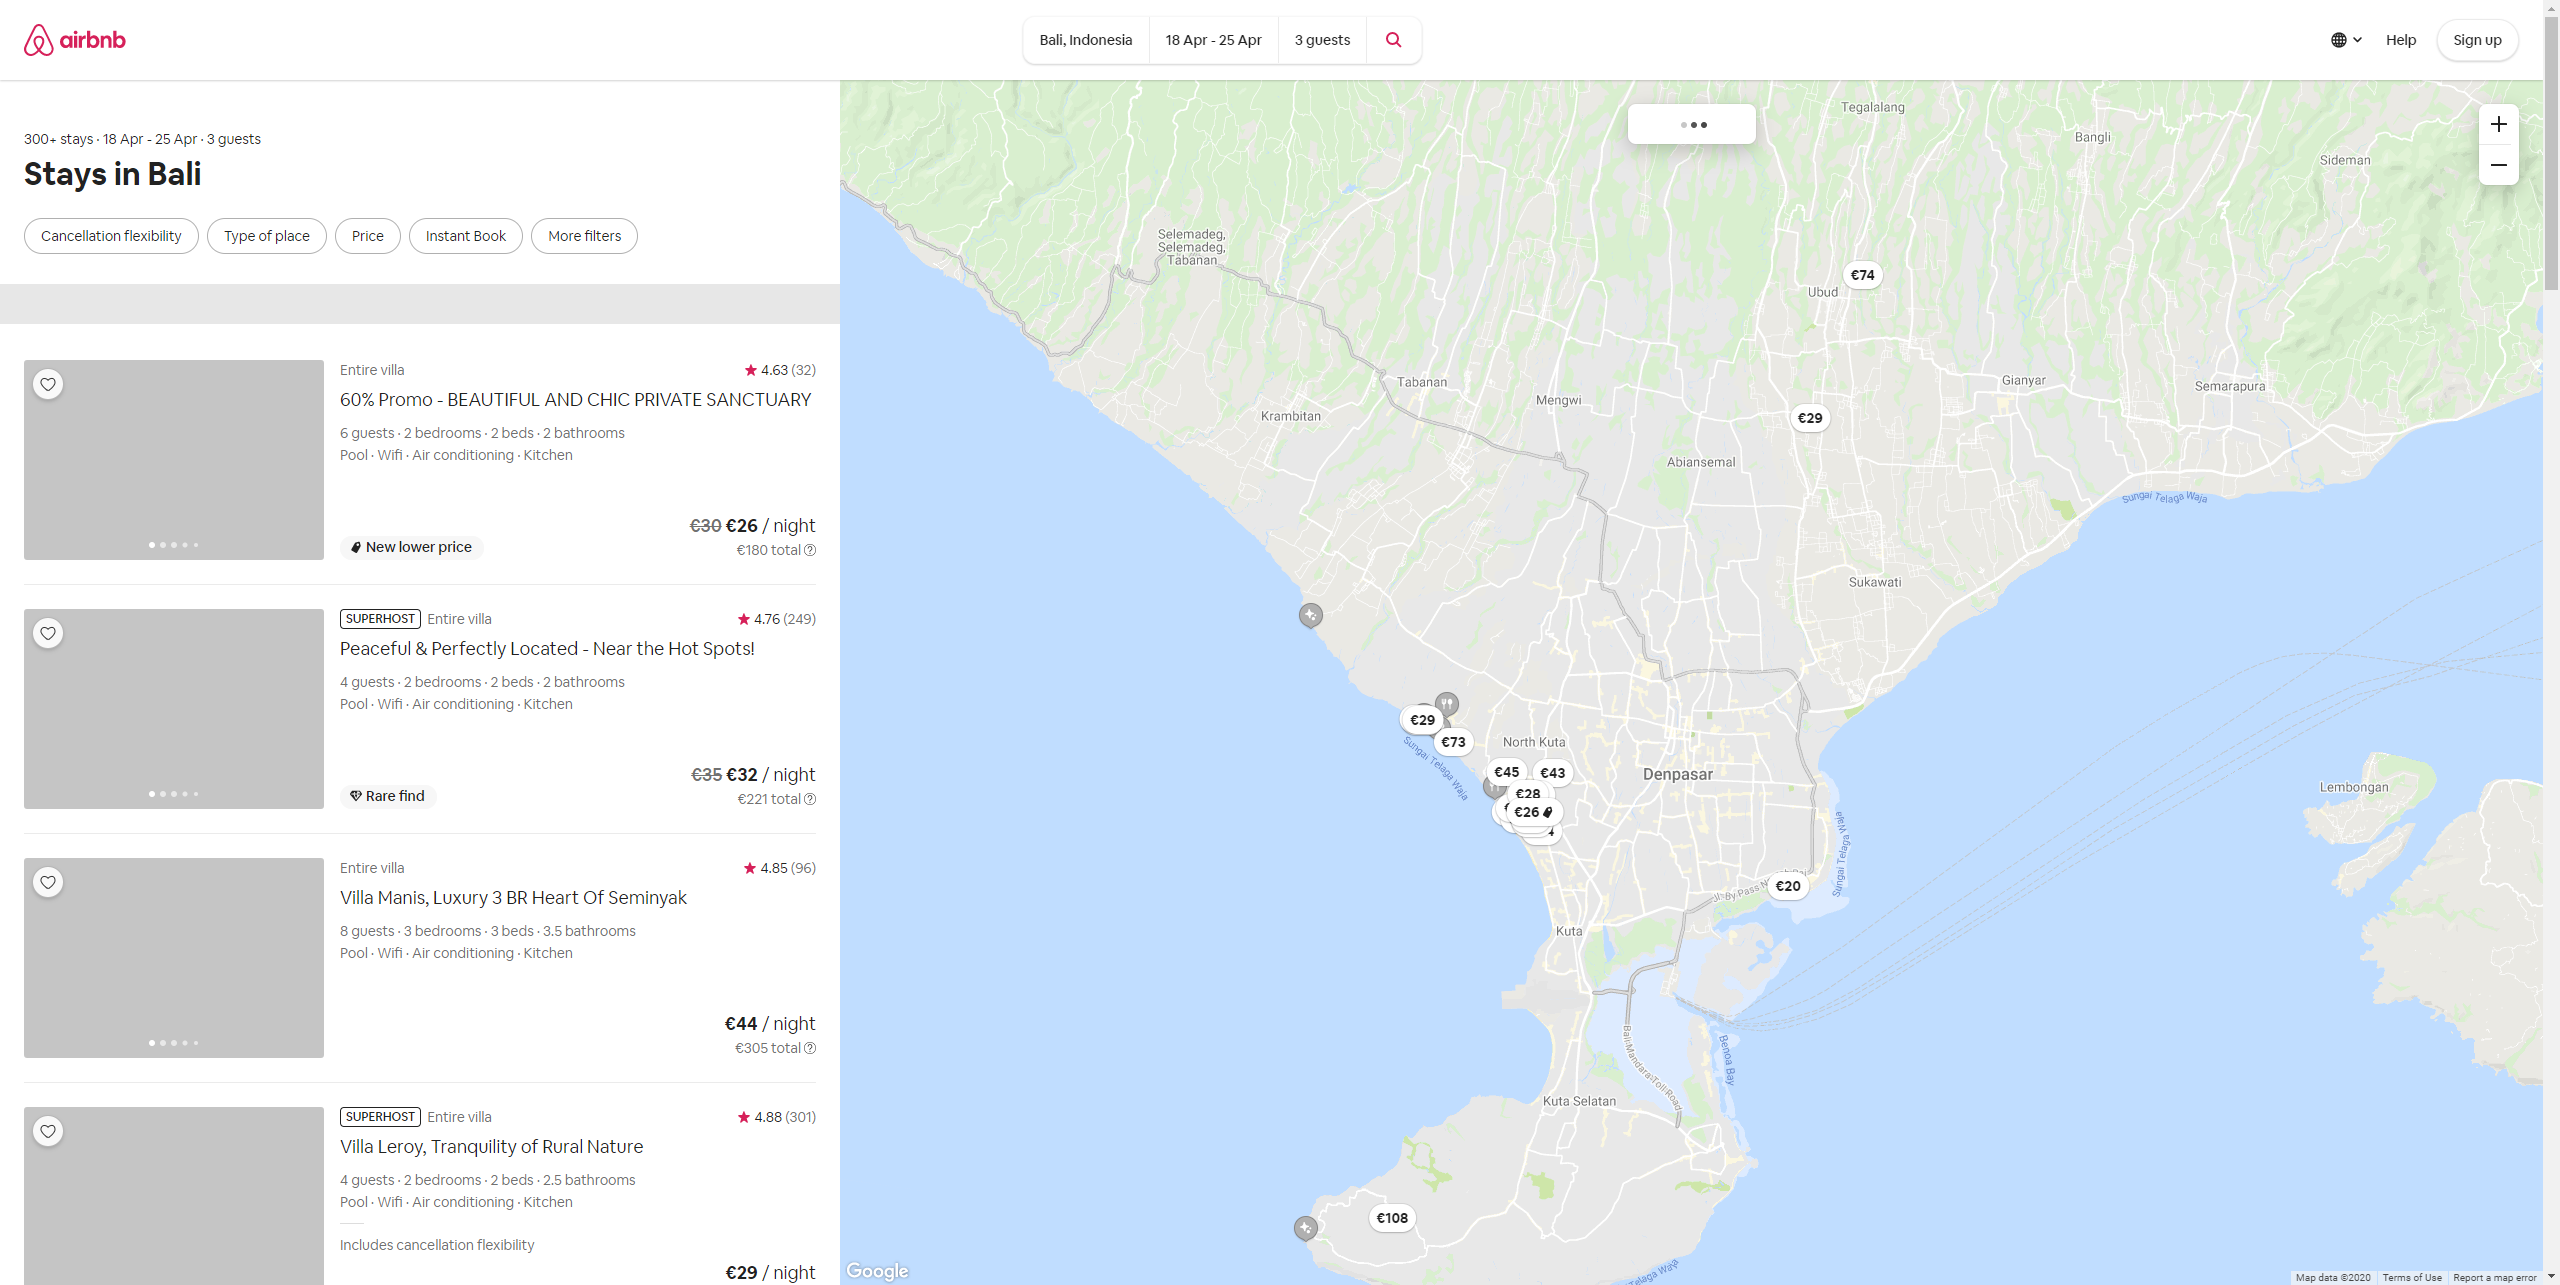 airbnb
Bali, Indonesia
18 Apr - 25 Apr
3 guests
Help
Sign up
300+ stays · 18 Apr - 25 Apr · 3 guests
Stays in Bali
Cancellation flexibility
Type of place
Price
Instant Book
More filters
Entire villa
4.63 (32)
60% Promo - BEAUTIFUL AND CHIC PRIVATE SANCTUARY
6 guests · 2 bedrooms · 2 beds · 2 bathrooms
Pool · Wifi · Air conditioning · Kitchen
€30 €26 / night
New lower price
€180 total
SUPERHOST Entire villa
4.76 (249)
Peaceful & Perfectly Located - Near the Hot Spots!
4 guests · 2 bedrooms · 2 beds · 2 bathrooms
Pool · Wifi · Air conditioning · Kitchen
€35 €32 / night
Rare find
€221 total
Entire villa
4.85 (96)
Villa Manis, Luxury 3 BR Heart Of Seminyak
8 guests · 3 bedrooms · 3 beds · 3.5 bathrooms
Pool · Wifi · Air conditioning · Kitchen
€44 / night
€305 total
SUPERHOST Entire villa
4.88 (301)
Villa Leroy, Tranquility of Rural Nature
4 guests · 2 bedrooms · 2 beds · 2.5 bathrooms
Pool · Wifi · Air conditioning · Kitchen
Includes cancellation flexibility
€29 / night
Tegalalang
Bangli
Sideman
Selemadeg,
Selemadeg,
Tabanan
€74
Ubud
Tabanan
Gianyar
Semarapura
Mengwi
Krambitan
€29
Abiansemal
Sungai Telaga Waja
Sukawati
€29
€73
North Kuta
Sungai Telaga Waja
€45
€43
Denpasar
€28
€26
Lembongan
Sungai Telaga Waja
€20
Jl. By Pass
Kuta
Bali Mandara Toll Road
Benoa Bay
Kuta Selatan
€108
Sungai Telaga Waja
Google
Map data ©2020
Terms of Use
Report a map error